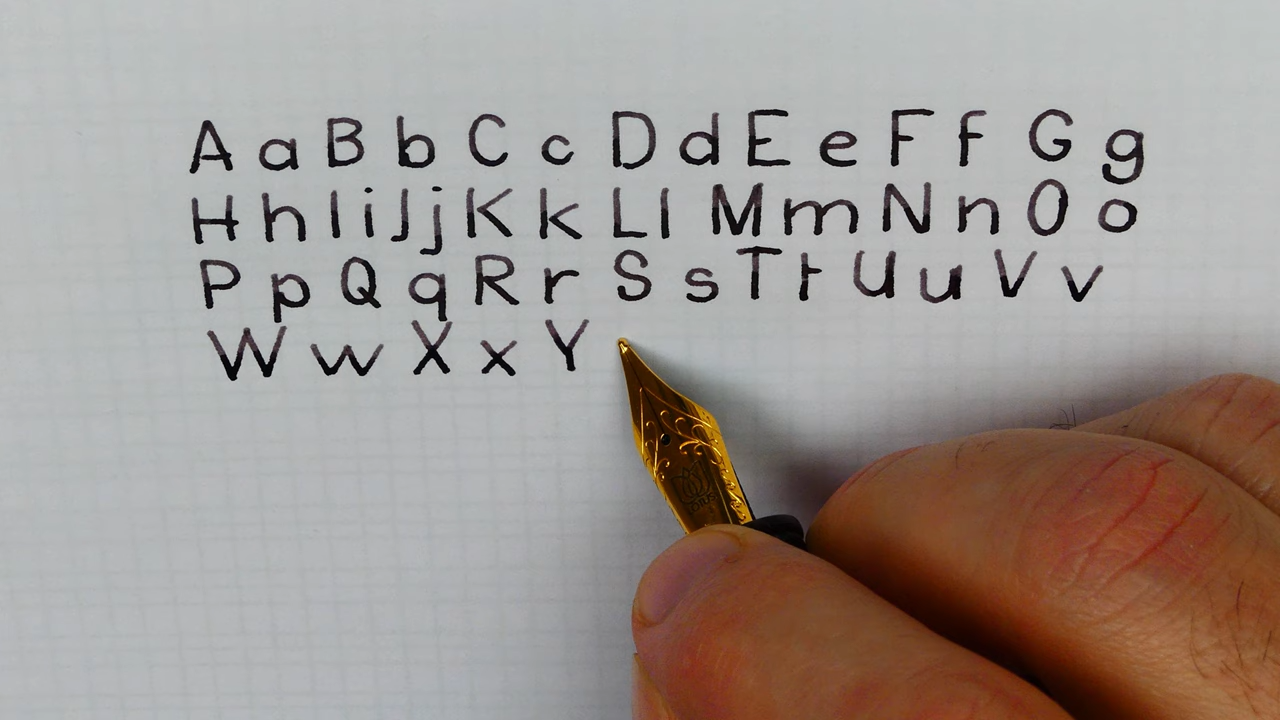 A a B b C c D d E e F f G g
H h I i J j K k L l M m N n O o
P p Q q R r S s T t U u V v
W w X x Y